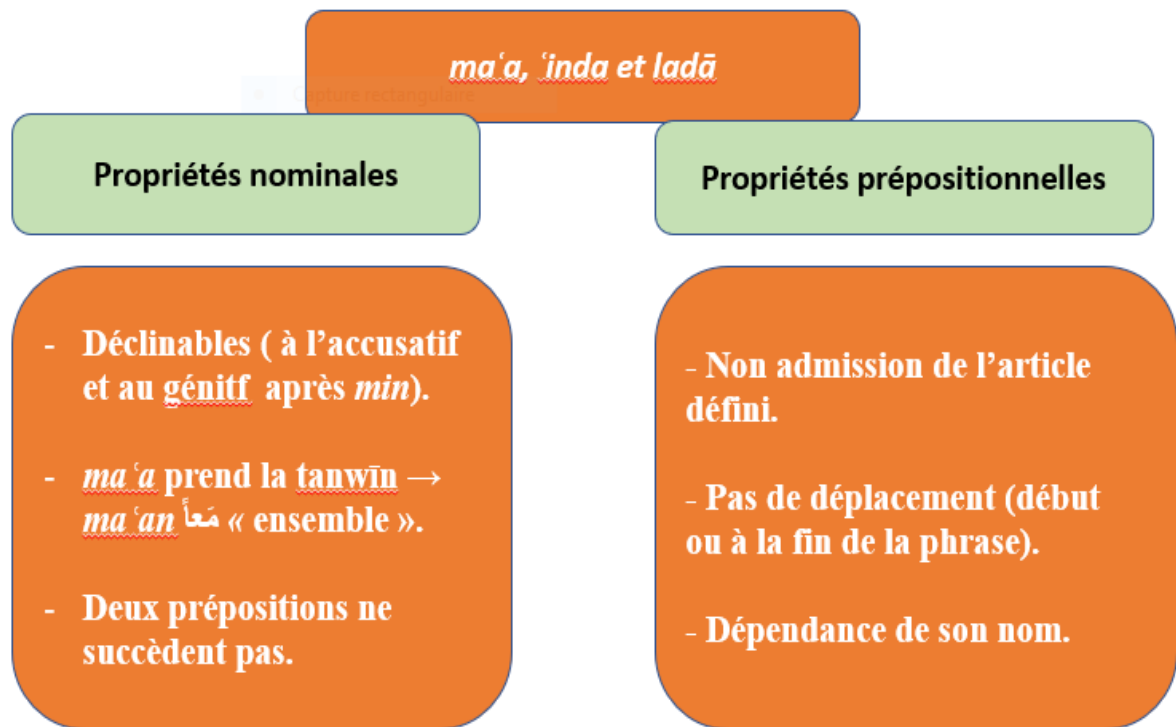 maʿa, ʿinda et ladā
Capture rectangulaire
Propriétés nominales
Propriétés prépositionnelles
- Déclinables ( à l’accusatif
et au génitf après min).
- maʿa prend la tanwīn →
maʿan مَعاً « ensemble ».
- Deux prépositions ne
succèdent pas.
- Non admission de l’article
défini.
- Pas de déplacement (début
ou à la fin de la phrase).
- Dépendance de son nom.